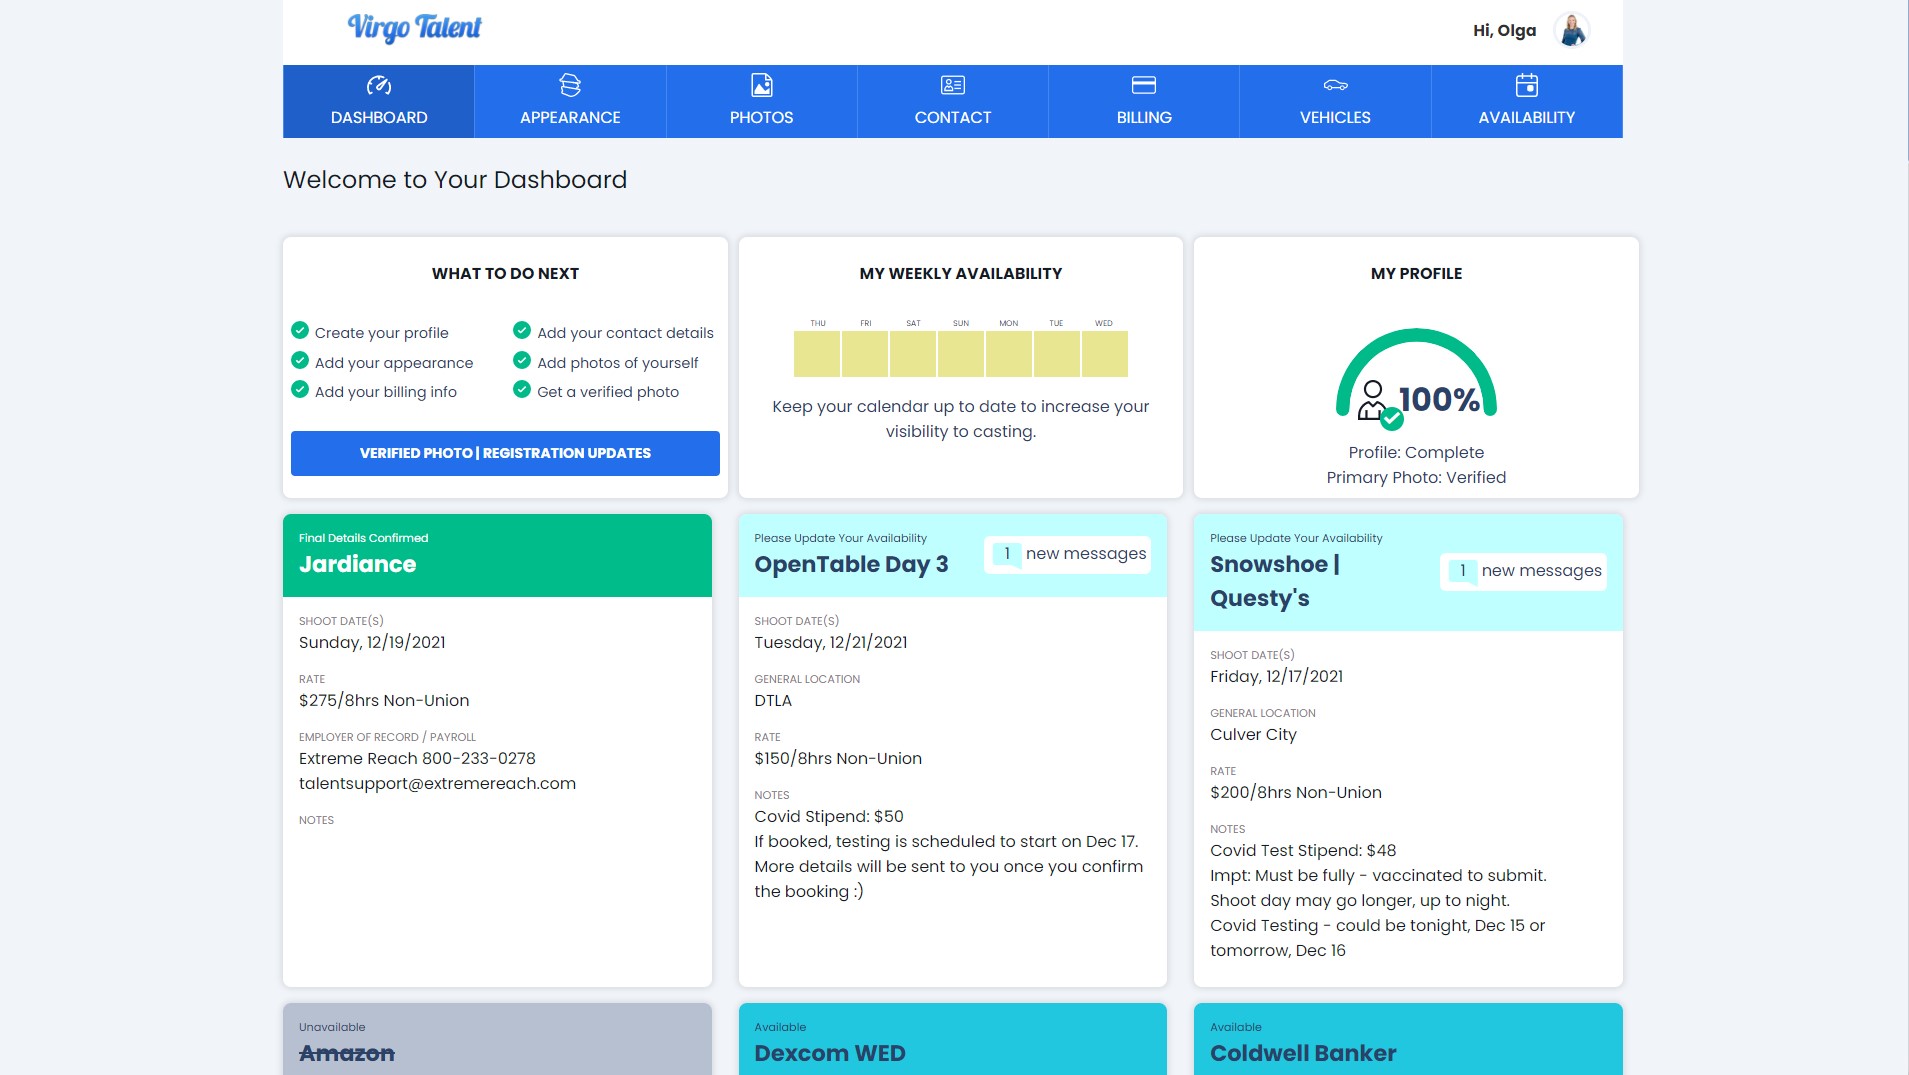 Virgo Talent
Hi, Olga
DASHBOARD
APPEARANCE
PHOTOS
CONTACT
BILLING
VEHICLES
AVAILABILITY
Welcome to Your Dashboard
WHAT TO DO NEXT
Create your profile
Add your contact details
Add your appearance
Add photos of yourself
Add your billing info
Get a verified photo
VERIFIED PHOTO | REGISTRATION UPDATES
MY WEEKLY AVAILABILITY
THU FRI SAT SUN MON TUE WED
Keep your calendar up to date to increase your
visibility to casting.
MY PROFILE
100%
Profile: Complete
Primary Photo: Verified
Final Details Confirmed
Jardiance
SHOOT DATE(S)
Sunday, 12/19/2021
RATE
$275/8hrs Non-Union
EMPLOYER OF RECORD / PAYROLL
Extreme Reach 800-233-0278
talentsupport@extremereach.com
NOTES
Please Update Your Availability
OpenTable Day 3
1 new messages
SHOOT DATE(S)
Tuesday, 12/21/2021
GENERAL LOCATION
DTLA
RATE
$150/8hrs Non-Union
NOTES
Covid Stipend: $50
If booked, testing is scheduled to start on Dec 17.
More details will be sent to you once you confirm
the booking :)
Please Update Your Availability
Snowshoe |
Questy's
1 new messages
SHOOT DATE(S)
Friday, 12/17/2021
GENERAL LOCATION
Culver City
RATE
$200/8hrs Non-Union
NOTES
Covid Test Stipend: $48
Impt: Must be fully - vaccinated to submit.
Shoot day may go longer, up to night.
Covid Testing - could be tonight, Dec 15 or
tomorrow, Dec 16
Unavailable
Amazon
Available
Dexcom WED
Available
Coldwell Banker